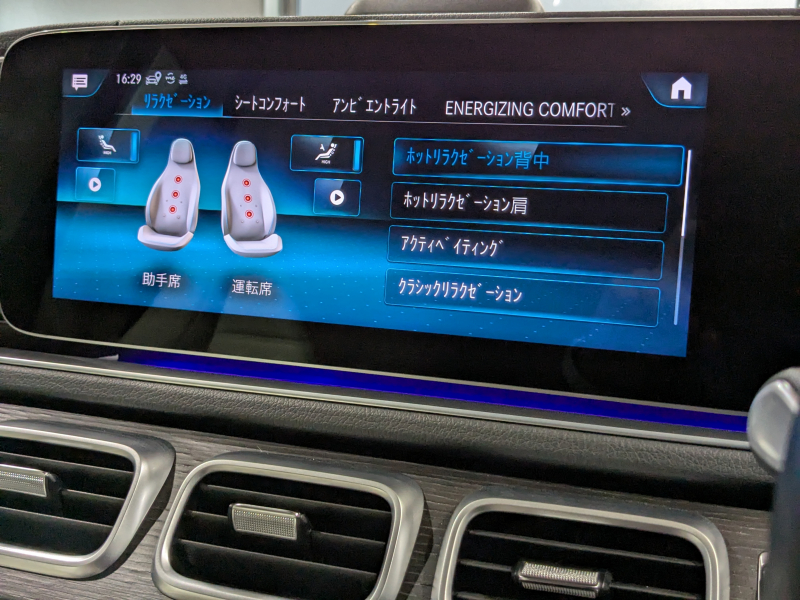 16:29
リラクゼーション
シートコンフォート
アンビエントライト
ENERGIZING COMFORT »
HIGH
HIGH
ホットリラクゼーション背中
ホットリラクゼーション肩
アクティベイティング
クラシックリラクゼーション
助手席
運転席